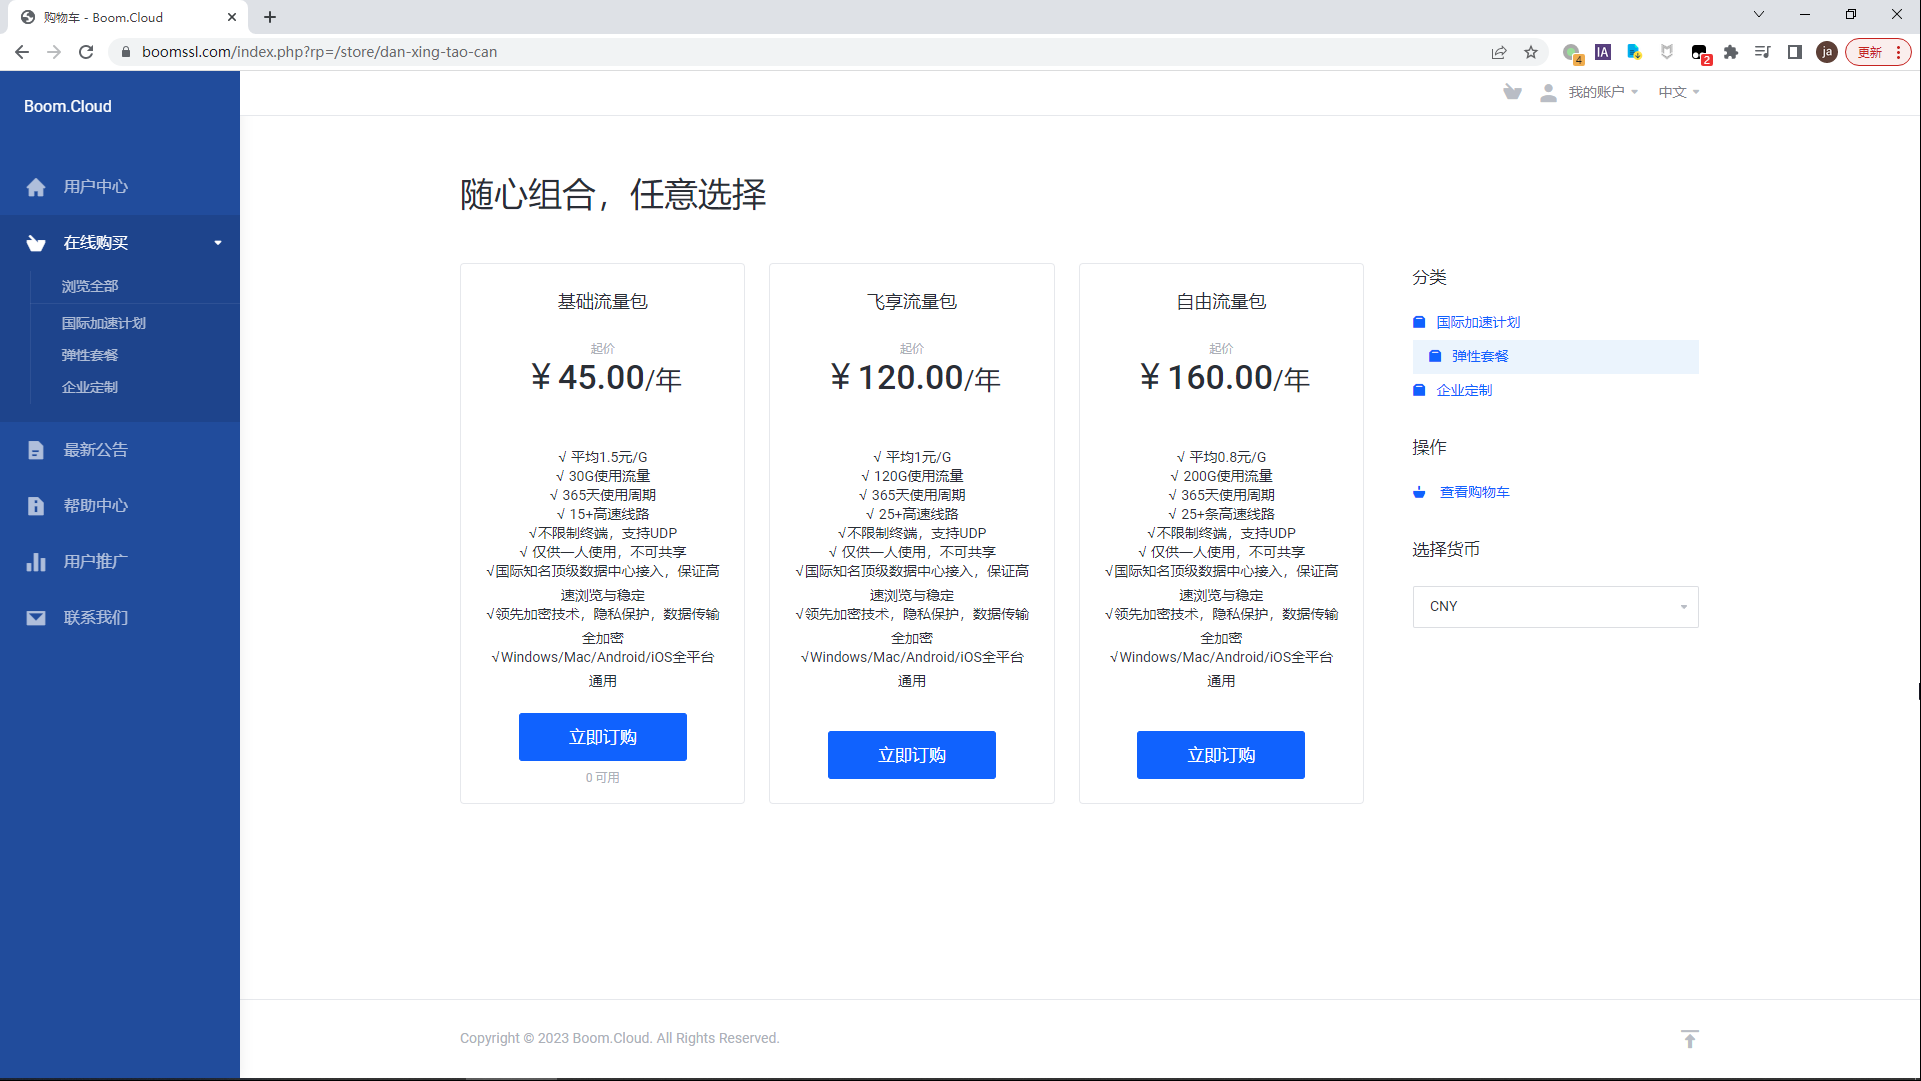 购物车 - Boom.Cloud
boomssl.com/index.php?rp=/store/dan-xing-tao-can
4
IA
2
ja
更新
Boom.Cloud
我的账户
中文
用户中心
在线购买
浏览全部
国际加速计划
弹性套餐
企业定制
最新公告
帮助中心
用户推广
联系我们
随心组合，任意选择
基础流量包
起价
¥ 45.00/年
√ 平均1.5元/G
√ 30G使用流量
√ 365天使用周期
√ 15+高速线路
√不限制终端，支持UDP
√ 仅供一人使用，不可共享
√国际知名顶级数据中心接入，保证高
速浏览与稳定
√领先加密技术，隐私保护，数据传输
全加密
√Windows/Mac/Android/iOS全平台
通用
立即订购
0 可用
飞享流量包
起价
¥ 120.00/年
√ 平均1元/G
√ 120G使用流量
√ 365天使用周期
√ 25+高速线路
√不限制终端，支持UDP
√ 仅供一人使用，不可共享
√国际知名顶级数据中心接入，保证高
速浏览与稳定
√领先加密技术，隐私保护，数据传输
全加密
√Windows/Mac/Android/iOS全平台
通用
立即订购
自由流量包
起价
¥ 160.00/年
√ 平均0.8元/G
√ 200G使用流量
√ 365天使用周期
√ 25+条高速线路
√不限制终端，支持UDP
√ 仅供一人使用，不可共享
√国际知名顶级数据中心接入，保证高
速浏览与稳定
√领先加密技术，隐私保护，数据传输
全加密
√Windows/Mac/Android/iOS全平台
通用
立即订购
分类
国际加速计划
弹性套餐
企业定制
操作
查看购物车
选择货币
CNY
Copyright © 2023 Boom.Cloud. All Rights Reserved.